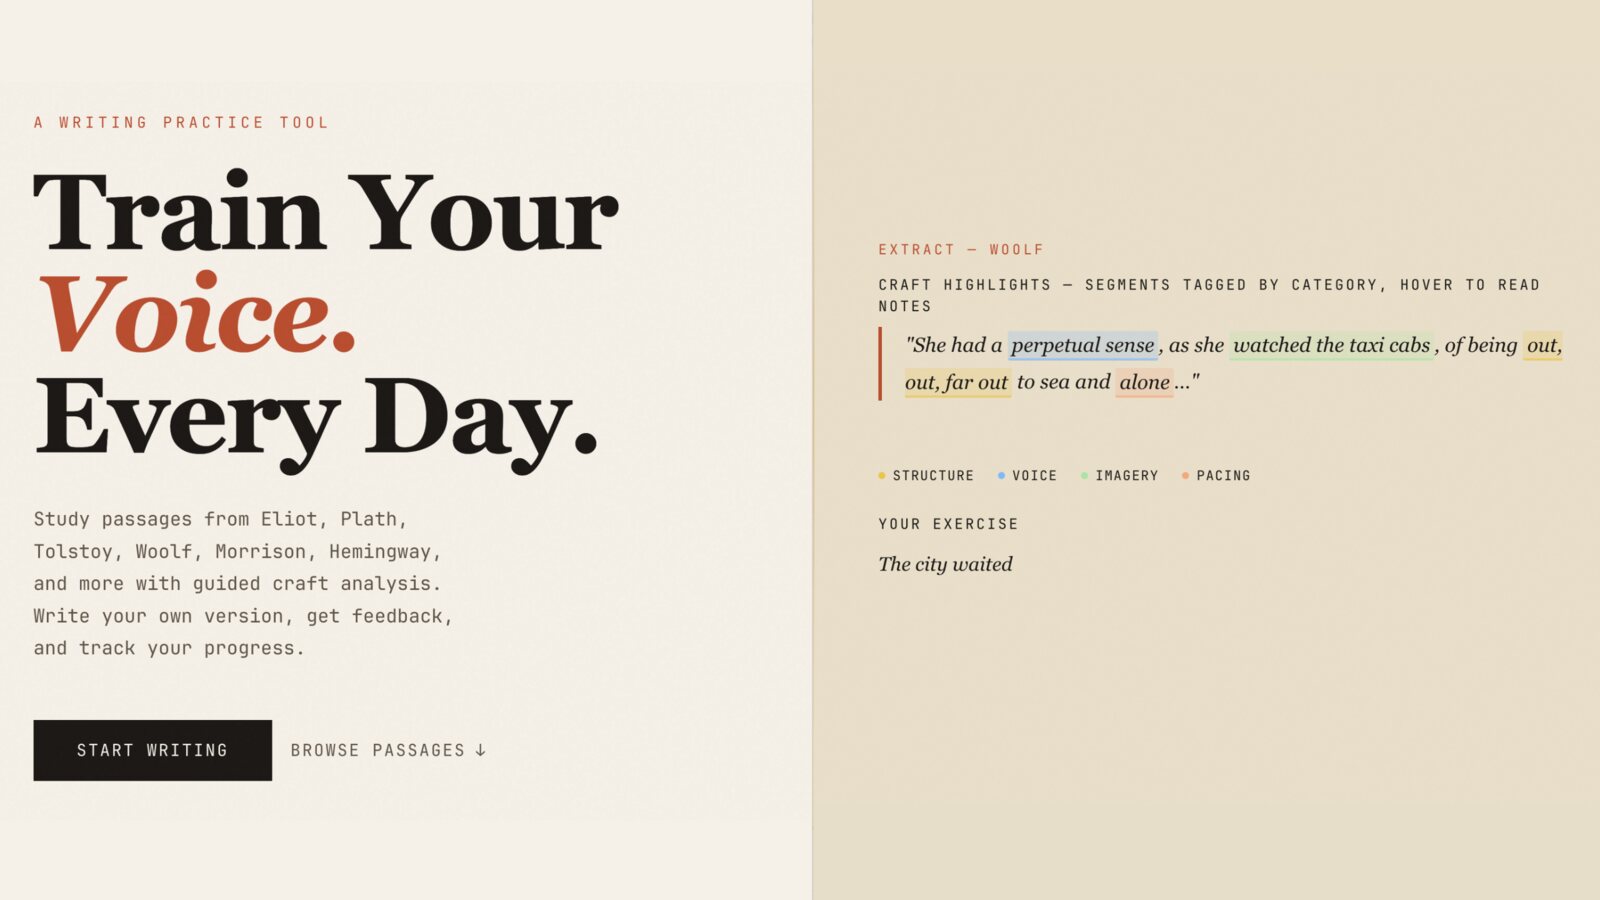 A WRITING PRACTICE TOOL
Train Your
Voice.
Every Day.
Study passages from Eliot, Plath,
Tolstoy, Woolf, Morrison, Hemingway,
and more with guided craft analysis.
Write your own version, get feedback,
and track your progress.
START WRITING
BROWSE PASSAGES ↓
EXTRACT — WOOLF
CRAFT HIGHLIGHTS — SEGMENTS TAGGED BY CATEGORY, HOVER TO READ
NOTES
"She had a perpetual sense, as she watched the taxi cabs, of being out,
out, far out to sea and alone..."
STRUCTURE VOICE IMAGERY PACING
YOUR EXERCISE
The city waited